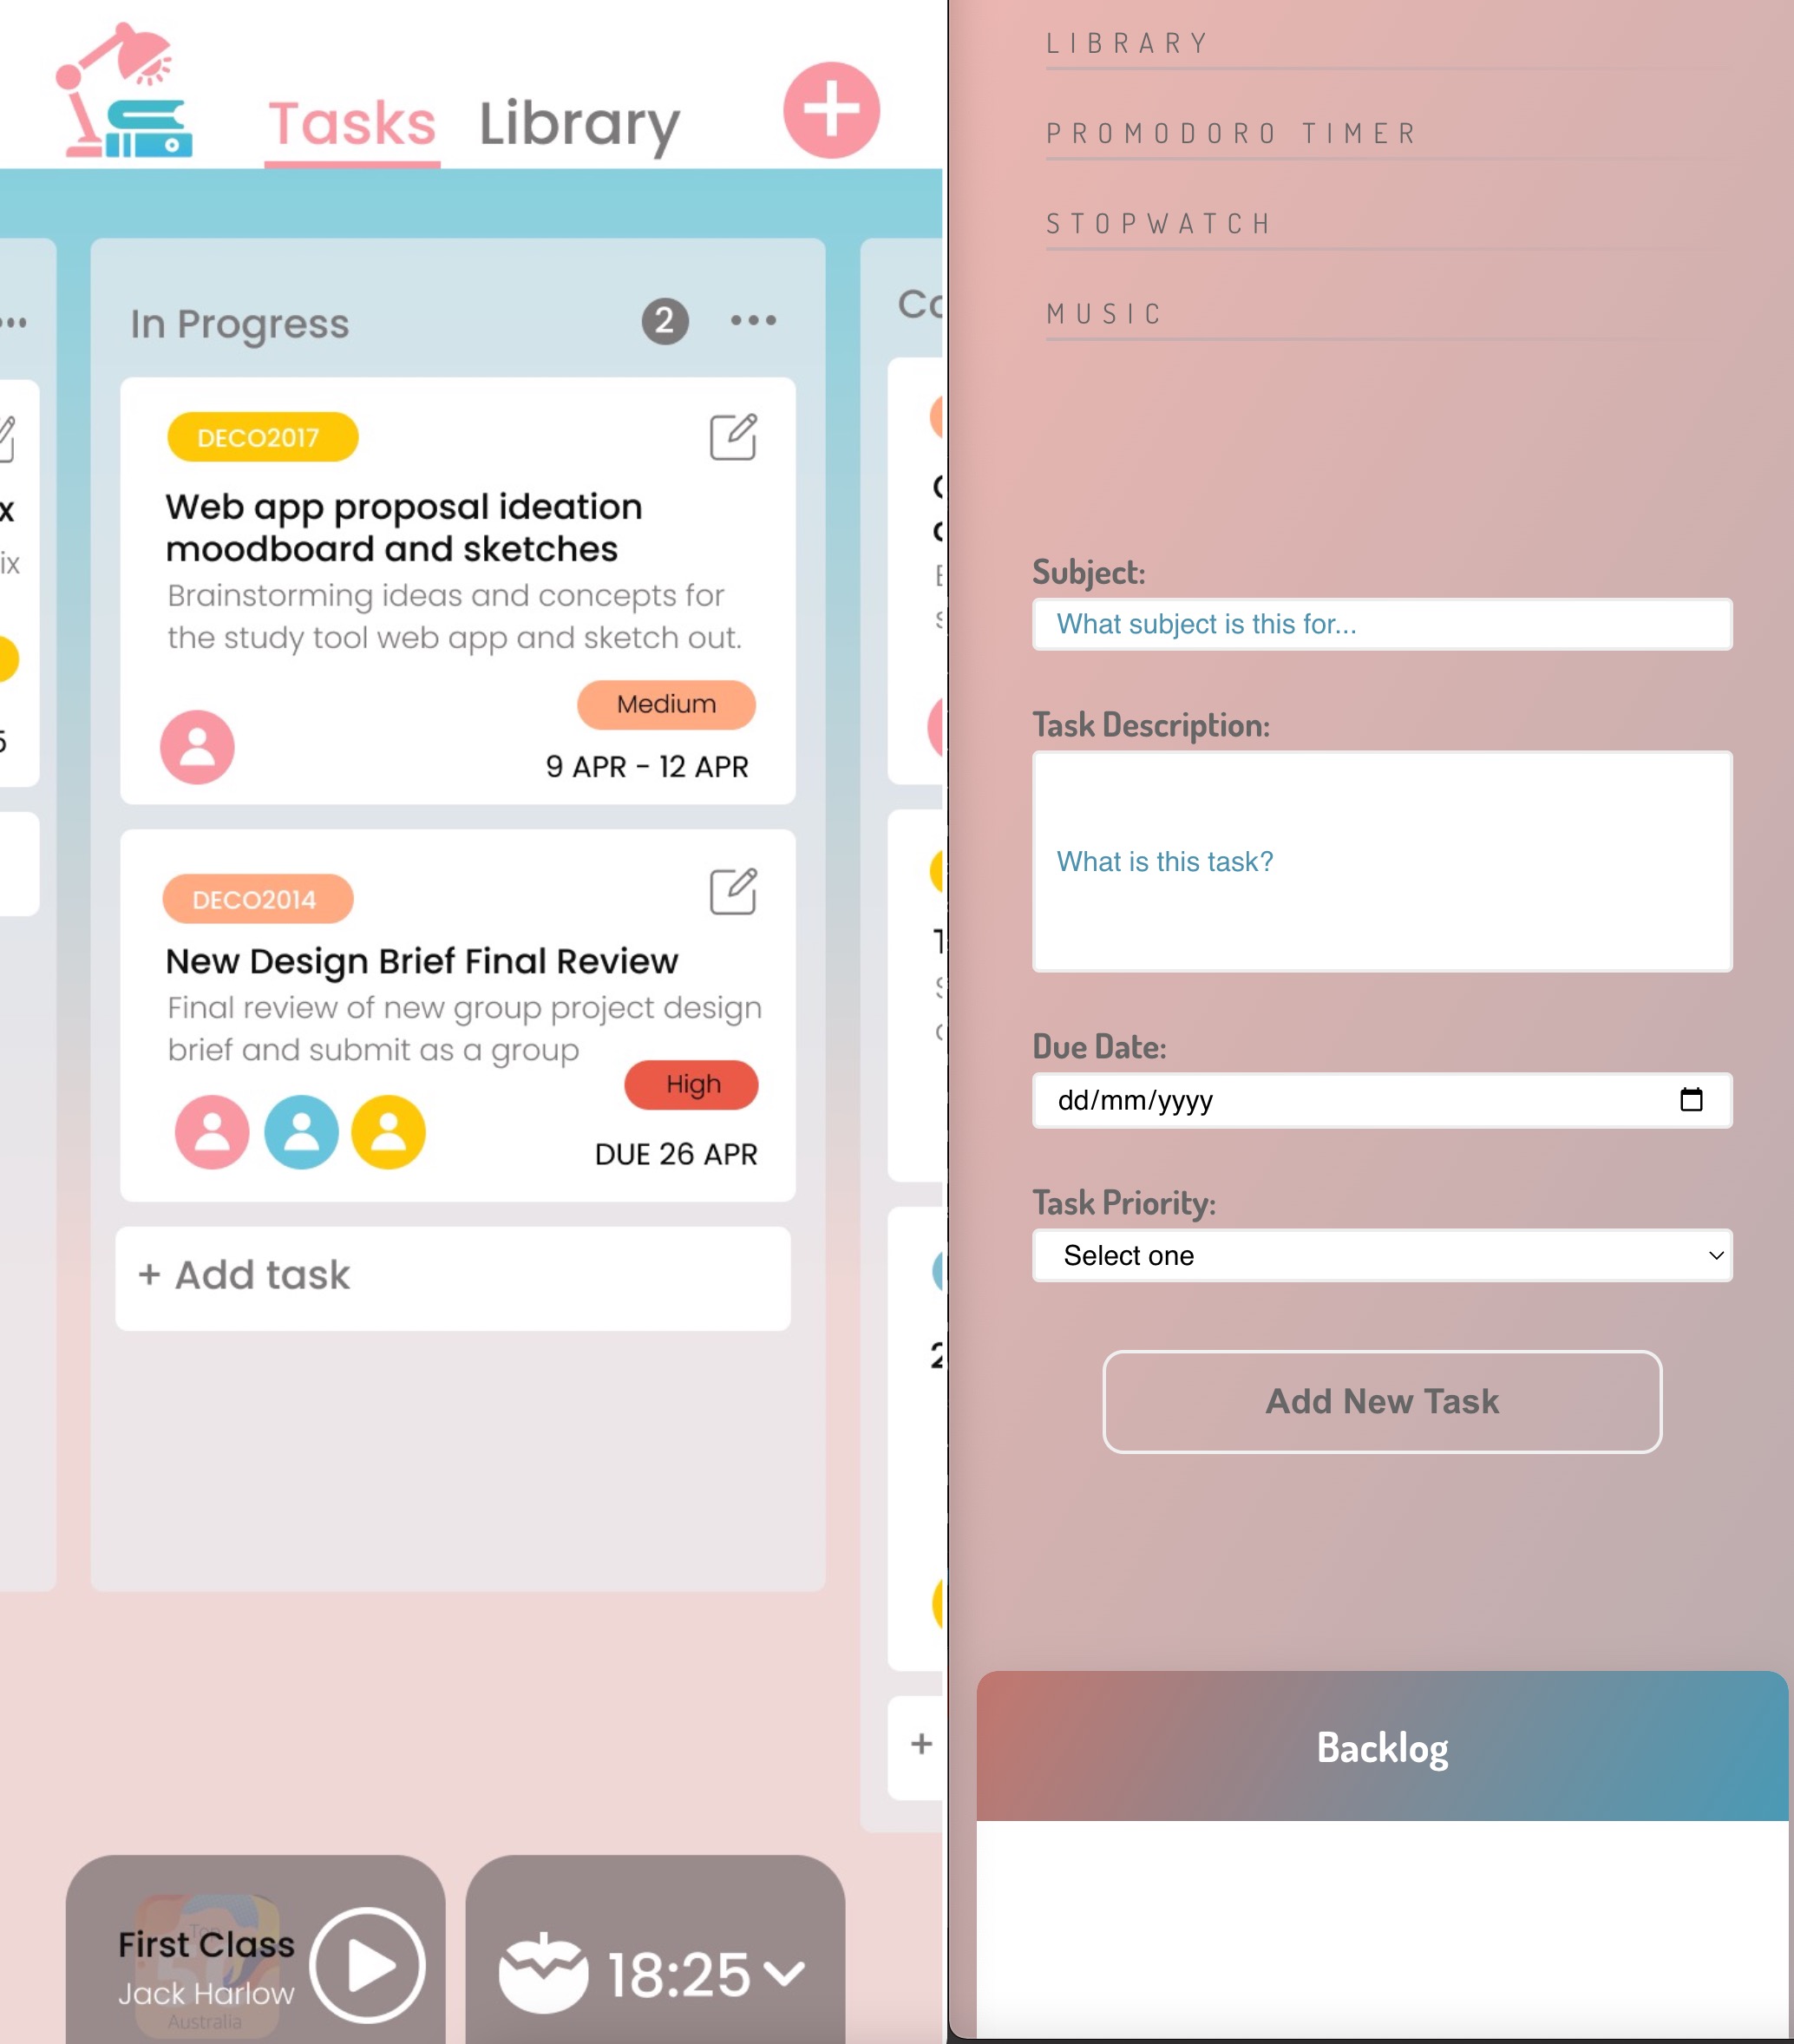 Tasks Library
In Progress 2
DECO2017
Web app proposal ideation
moodboard and sketches
Brainstorming ideas and concepts for
the study tool web app and sketch out.
Medium
9 APR - 12 APR
DECO2014
New Design Brief Final Review
Final review of new group project design
brief and submit as a group
High
DUE 26 APR
+ Add task
First Class
Jack Harlow
Australia
18:25
LIBRARY
PROMODORO TIMER
STOPWATCH
MUSIC
Subject:
What subject is this for...
Task Description:
What is this task?
Due Date:
dd/mm/yyyy
Task Priority:
Select one
Add New Task
Backlog